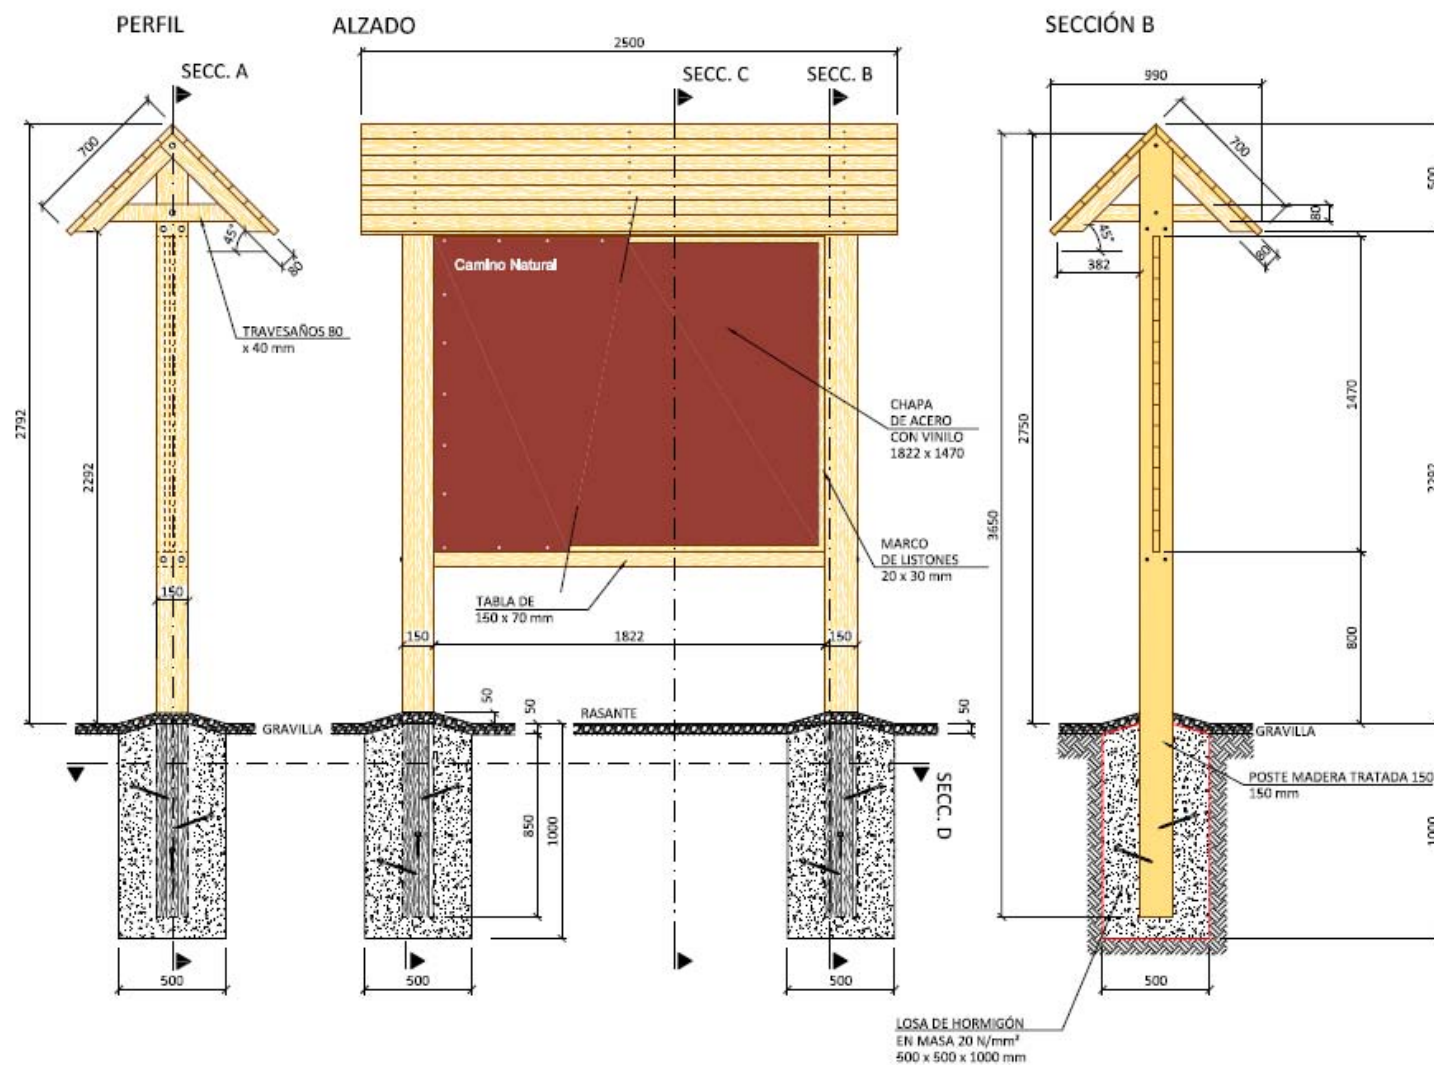 PERFIL
ALZADO
SECCIÓN B
2500
990
SECC. A
SECC. C
SECC. B
700
700
500
80
45°
80
45°
80
382
Camino Natural
TRAVESAÑOS 80
x 40 mm
2792
2292
2750
3650
1470
2292
CHAPA
DE ACERO
CON VINILO
1822 x 1470
MARCO
DE LISTONES
20 x 30 mm
TABLA DE
150 x 70 mm
150
150
1822
150
800
50
50
50
RASANTE
GRAVILLA
GRAVILLA
POSTE MADERA TRATADA 150
150 mm
SECC. D
850
1000
1000
500
500
500
500
LOSA DE HORMIGÓN
EN MASA 20 N/mm²
500 x 500 x 1000 mm